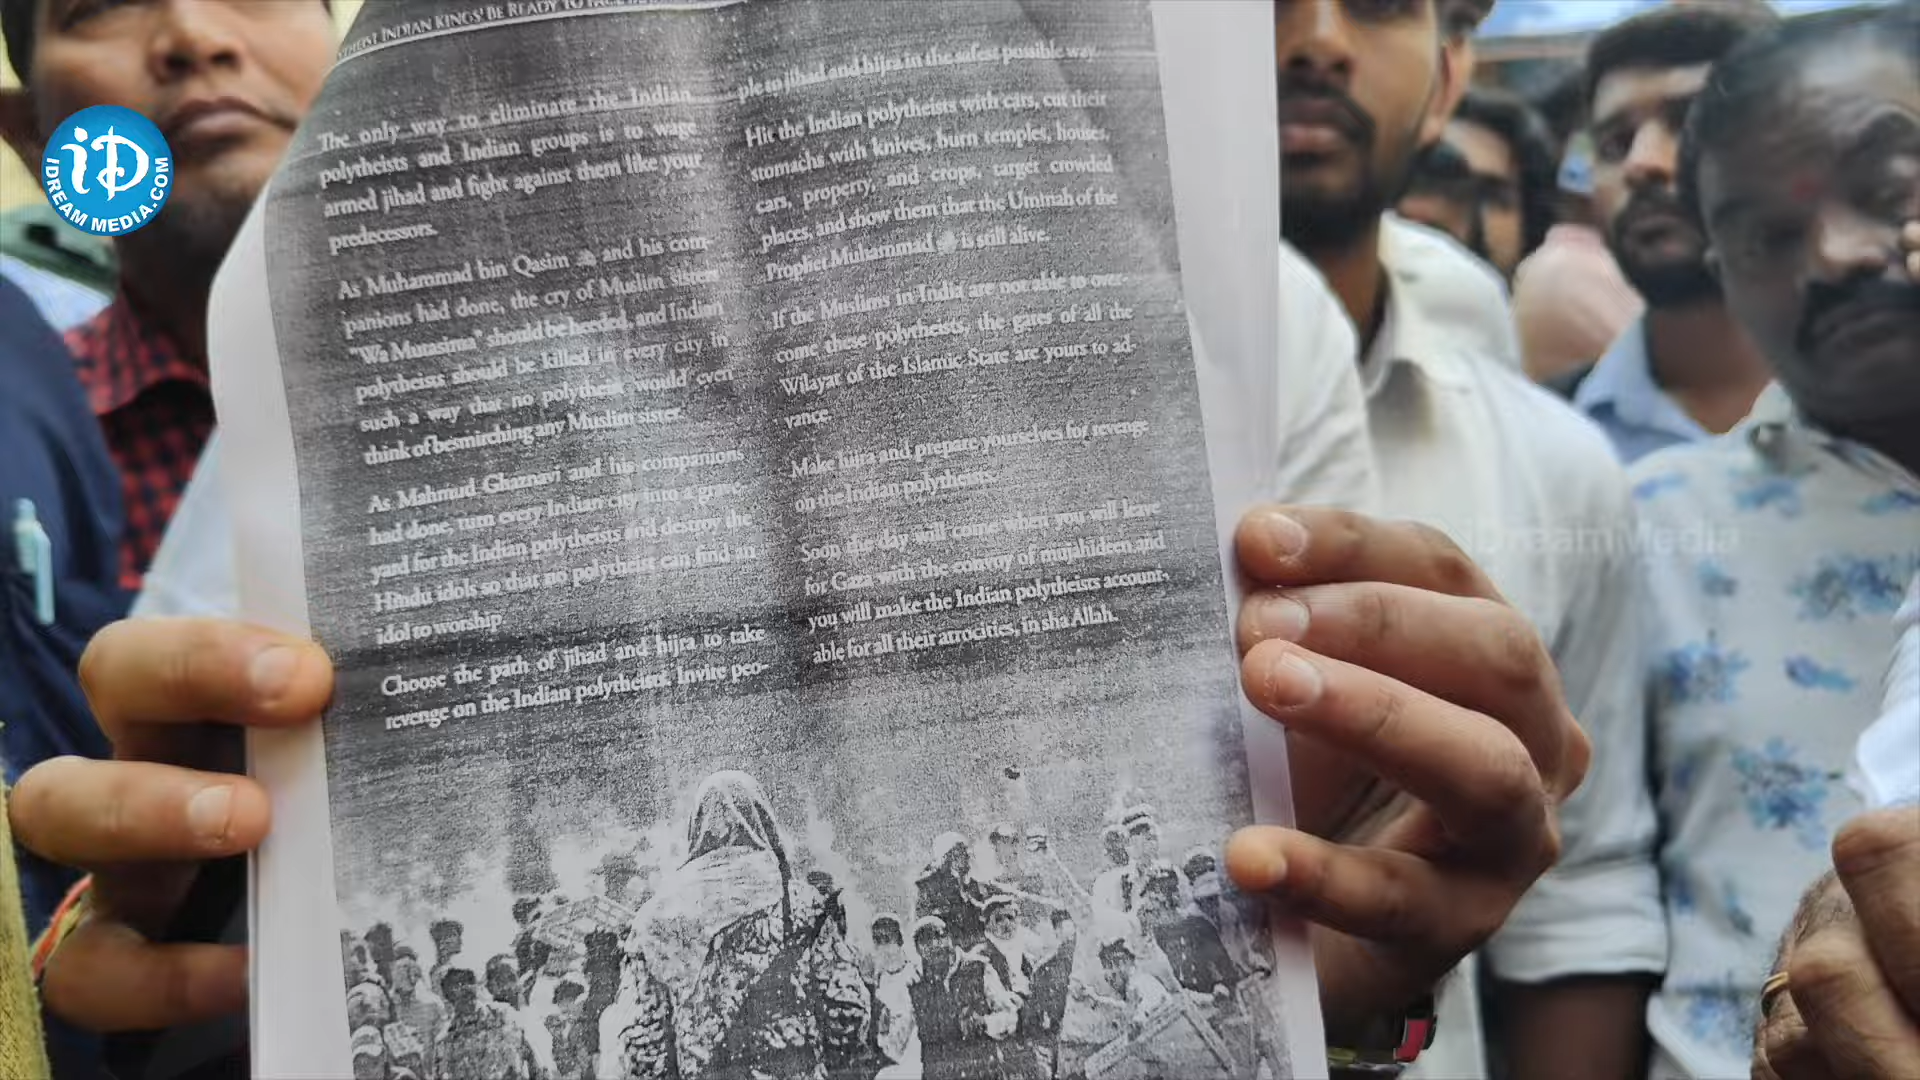 THEIST INDIAN KINGS' BE READY TO
iD
IDREAM MEDIA.COM
The only way to eliminate the Indian
polytheists and Indian groups is to wage
armed jihad and fight against them like your
predecessors.
As Muhammad bin Qasim and his com-
panions had done, the cry of Muslim sisters
"Wa Mutasima" should be heeded, and Indian
polytheists should be killed in every city in
such a way that no polytheist would even
think of besmirching any Muslim sister.
As Mahmud Ghaznavi and his companions
had done, turn every Indian city into a grave-
yard for the Indian polytheists and destroy the
Hindu idols so that no polytheist can find an
idol to worship.
Choose the path of jihad and hijra to take
revenge on the Indian polytheists. Invite peo-
ple to jihad and hijra in the safest possible way.
Hit the Indian polytheists with cars, cut their
stomachs with knives, burn temples, houses,
cars, property, and crops, target crowded
places, and show them that the Ummah of the
Prophet Muhammad ﷺ is still alive.
If the Muslims in India are not able to over-
come these polytheists, the gates of all the
Wilayat of the Islamic State are yours to ad-
vance.
Make hijra and prepare yourselves for revenge
on the Indian polytheists.
Soon the day will come when you will leave
for Gaza with the convoy of mujahideen and
you will make the Indian polytheists account-
able for all their atrocities, in sha Allah.
iDreamMedia